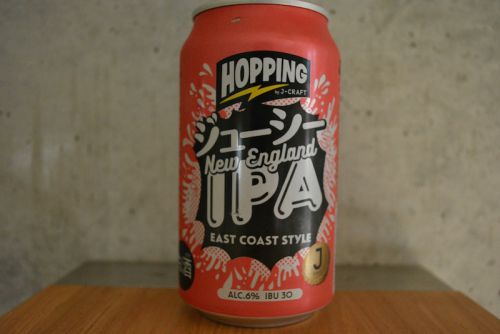 HOPPING
by J-CRAFT
ジューシー
New England
IPA
EAST COAST STYLE
J
ALC.6% IBU 30